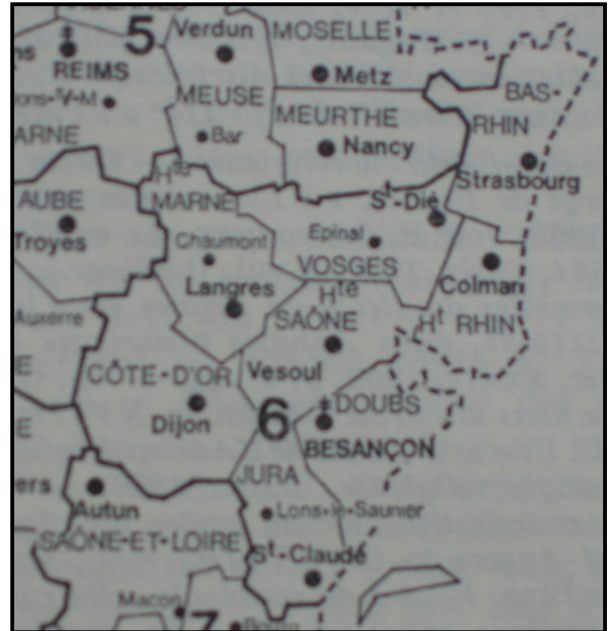 5
Verdun
MOSELLE
REIMS
Metz
BAS-
MEUSE
MEURTHE
RHIN
Bar
Nancy
Strasbourg
Hte
MARNE
St-Dié
AUBE
Troyes
Chaumont
Epinal
Langres
VOSGES
Colmar
Hte
SAÔNE
Ht RHIN
Auxerre
CÔTE-D'OR
Vesoul
6
DOUBS
Dijon
BESANÇON
JURA
Autun
Lons-le-Saunier
SAÔNE-ET-LOIRE
St-Claude
Macon
7